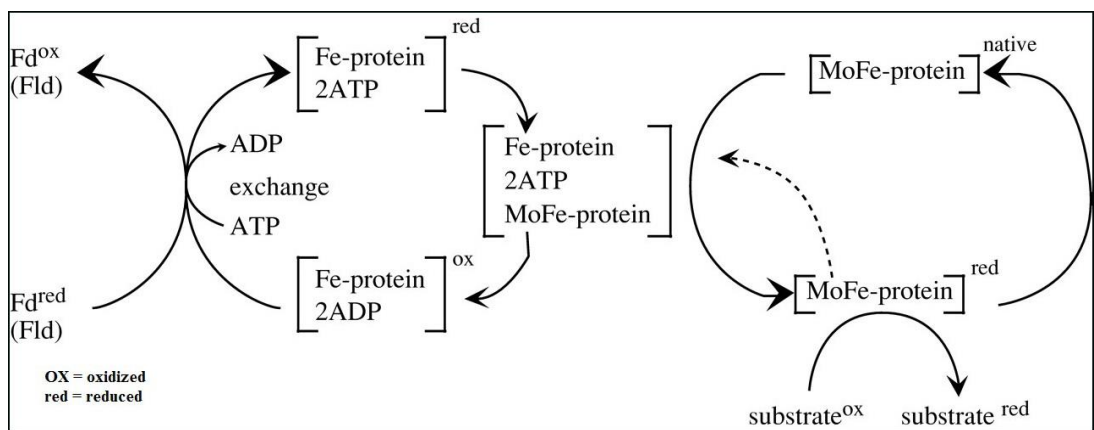 Fd^ox
(Fld)
Fe-protein
2ATP
red
ADP
exchange
ATP
Fd^red
(Fld)
Fe-protein
2ADP
ox
Fe-protein
2ATP
MoFe-protein
MoFe-protein
native
MoFe-protein
red
substrate^ox
substrate^red
OX = oxidized
red = reduced